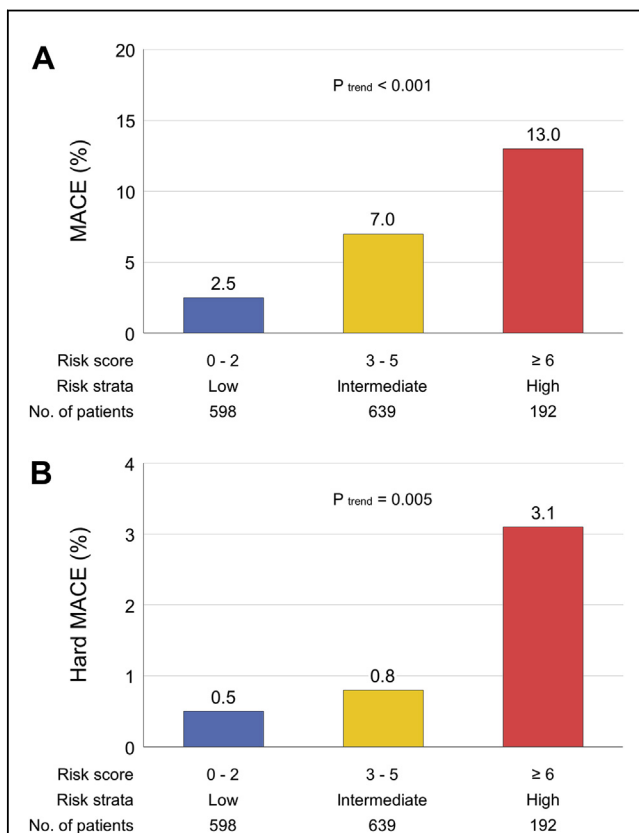 A
20
P trend < 0.001
15
13.0
MACE (%)
10
7.0
5
2.5
0
Risk score 0 - 2 3 - 5 ≥ 6
Risk strata Low Intermediate High
No. of patients 598 639 192
B
4
P trend = 0.005
3.1
3
Hard MACE (%)
2
1
0.8
0.5
0
Risk score 0 - 2 3 - 5 ≥ 6
Risk strata Low Intermediate High
No. of patients 598 639 192